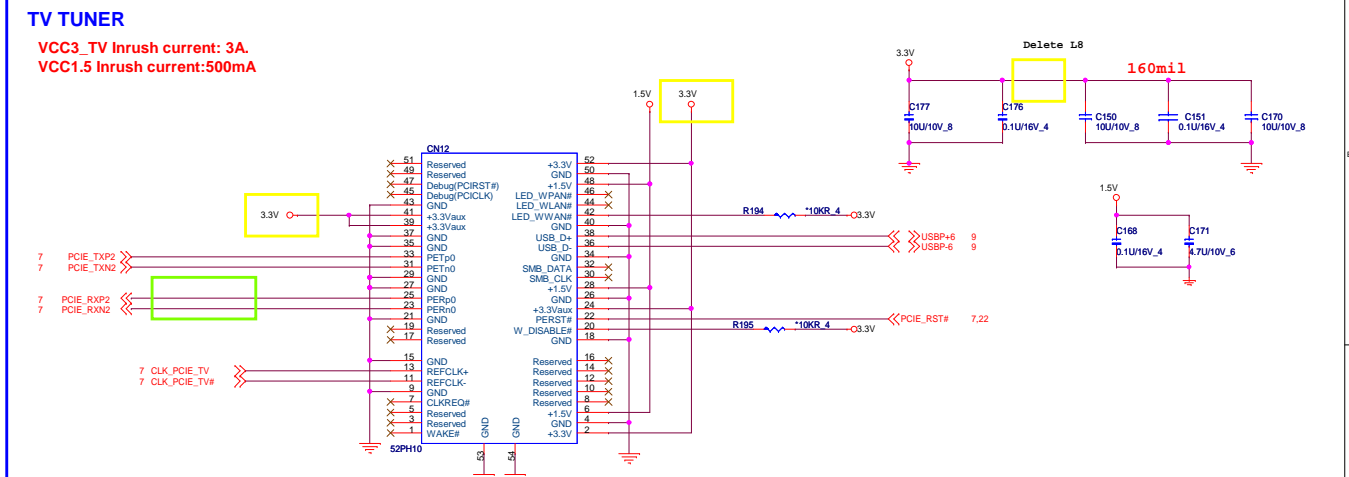 TV TUNER
VCC3_TV Inrush current: 3A.
VCC1.5 Inrush current:500mA
Delete L8
3.3V
160mil
C177
10U/10V_8
C176
0.1U/16V_4
C150
10U/10V_8
C151
0.1U/16V_4
C170
10U/10V_8
1.5V
3.3V
1.5V
C168
0.1U/16V_4
C171
4.7U/10V_6
CN12
51 Reserved +3.3V 52
49 Reserved GND 50
47 Debug(PCIRST#) +1.5V 48
45 Debug(PCICLK) LED_WPAN# 46
43 GND LED_WLAN# 44
3.3V 41 +3.3Vaux LED_WWAN# 42 R194 *10KR_4 3.3V
39 +3.3Vaux GND 40
37 GND USB_D+ 38 USBP+6 9
35 GND USB_D- 36 USBP-6 9
7 PCIE_TXP2 33 PETp0 GND 34
7 PCIE_TXN2 31 PETn0 SMB_DATA 32
29 GND SMB_CLK 30
27 GND +1.5V 28
7 PCIE_RXP2 25 PERp0 GND 26
7 PCIE_RXN2 23 PERn0 +3.3Vaux 24
21 GND PERST# 22 PCIE_RST# 7,22
19 Reserved W_DISABLE# 20 R195 *10KR_4 3.3V
17 Reserved GND 18
15 GND Reserved 16
7 CLK_PCIE_TV 13 REFCLK+ Reserved 14
7 CLK_PCIE_TV# 11 REFCLK- Reserved 12
9 GND Reserved 10
7 CLKREQ# Reserved 8
5 Reserved +1.5V 6
3 Reserved GND 4
1 WAKE# +3.3V 2
GND GND
52PH10
53 54